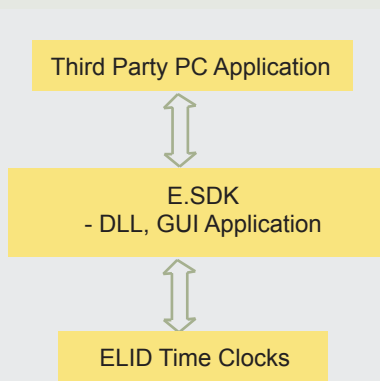 Third Party PC Application
E.SDK
- DLL, GUI Application
ELID Time Clocks